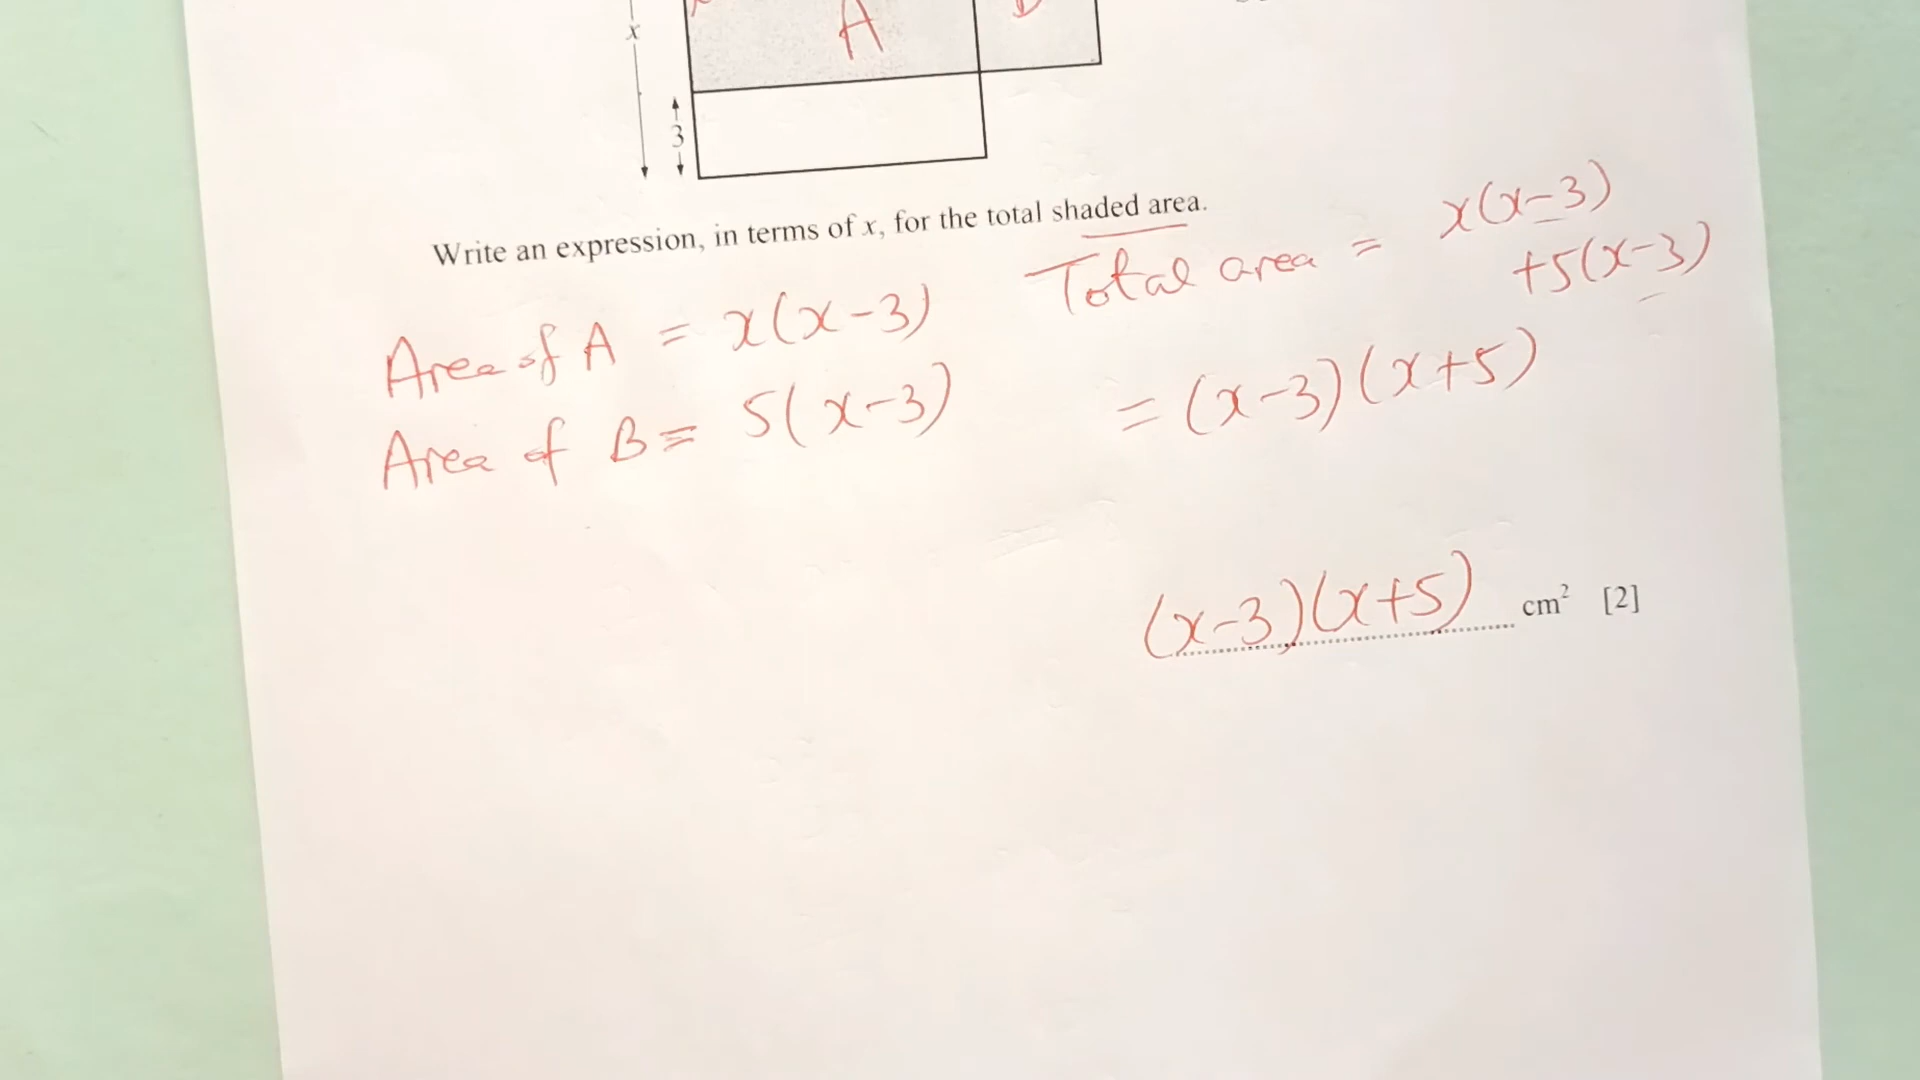 x
A
3
Write an expression, in terms of x, for the total shaded area.
Area of A = x(x-3)
Area of B = 5(x-3)
Total area = x(x-3)
+5(x-3)
= (x-3)(x+5)
(x-3)(x+5) cm² [2]